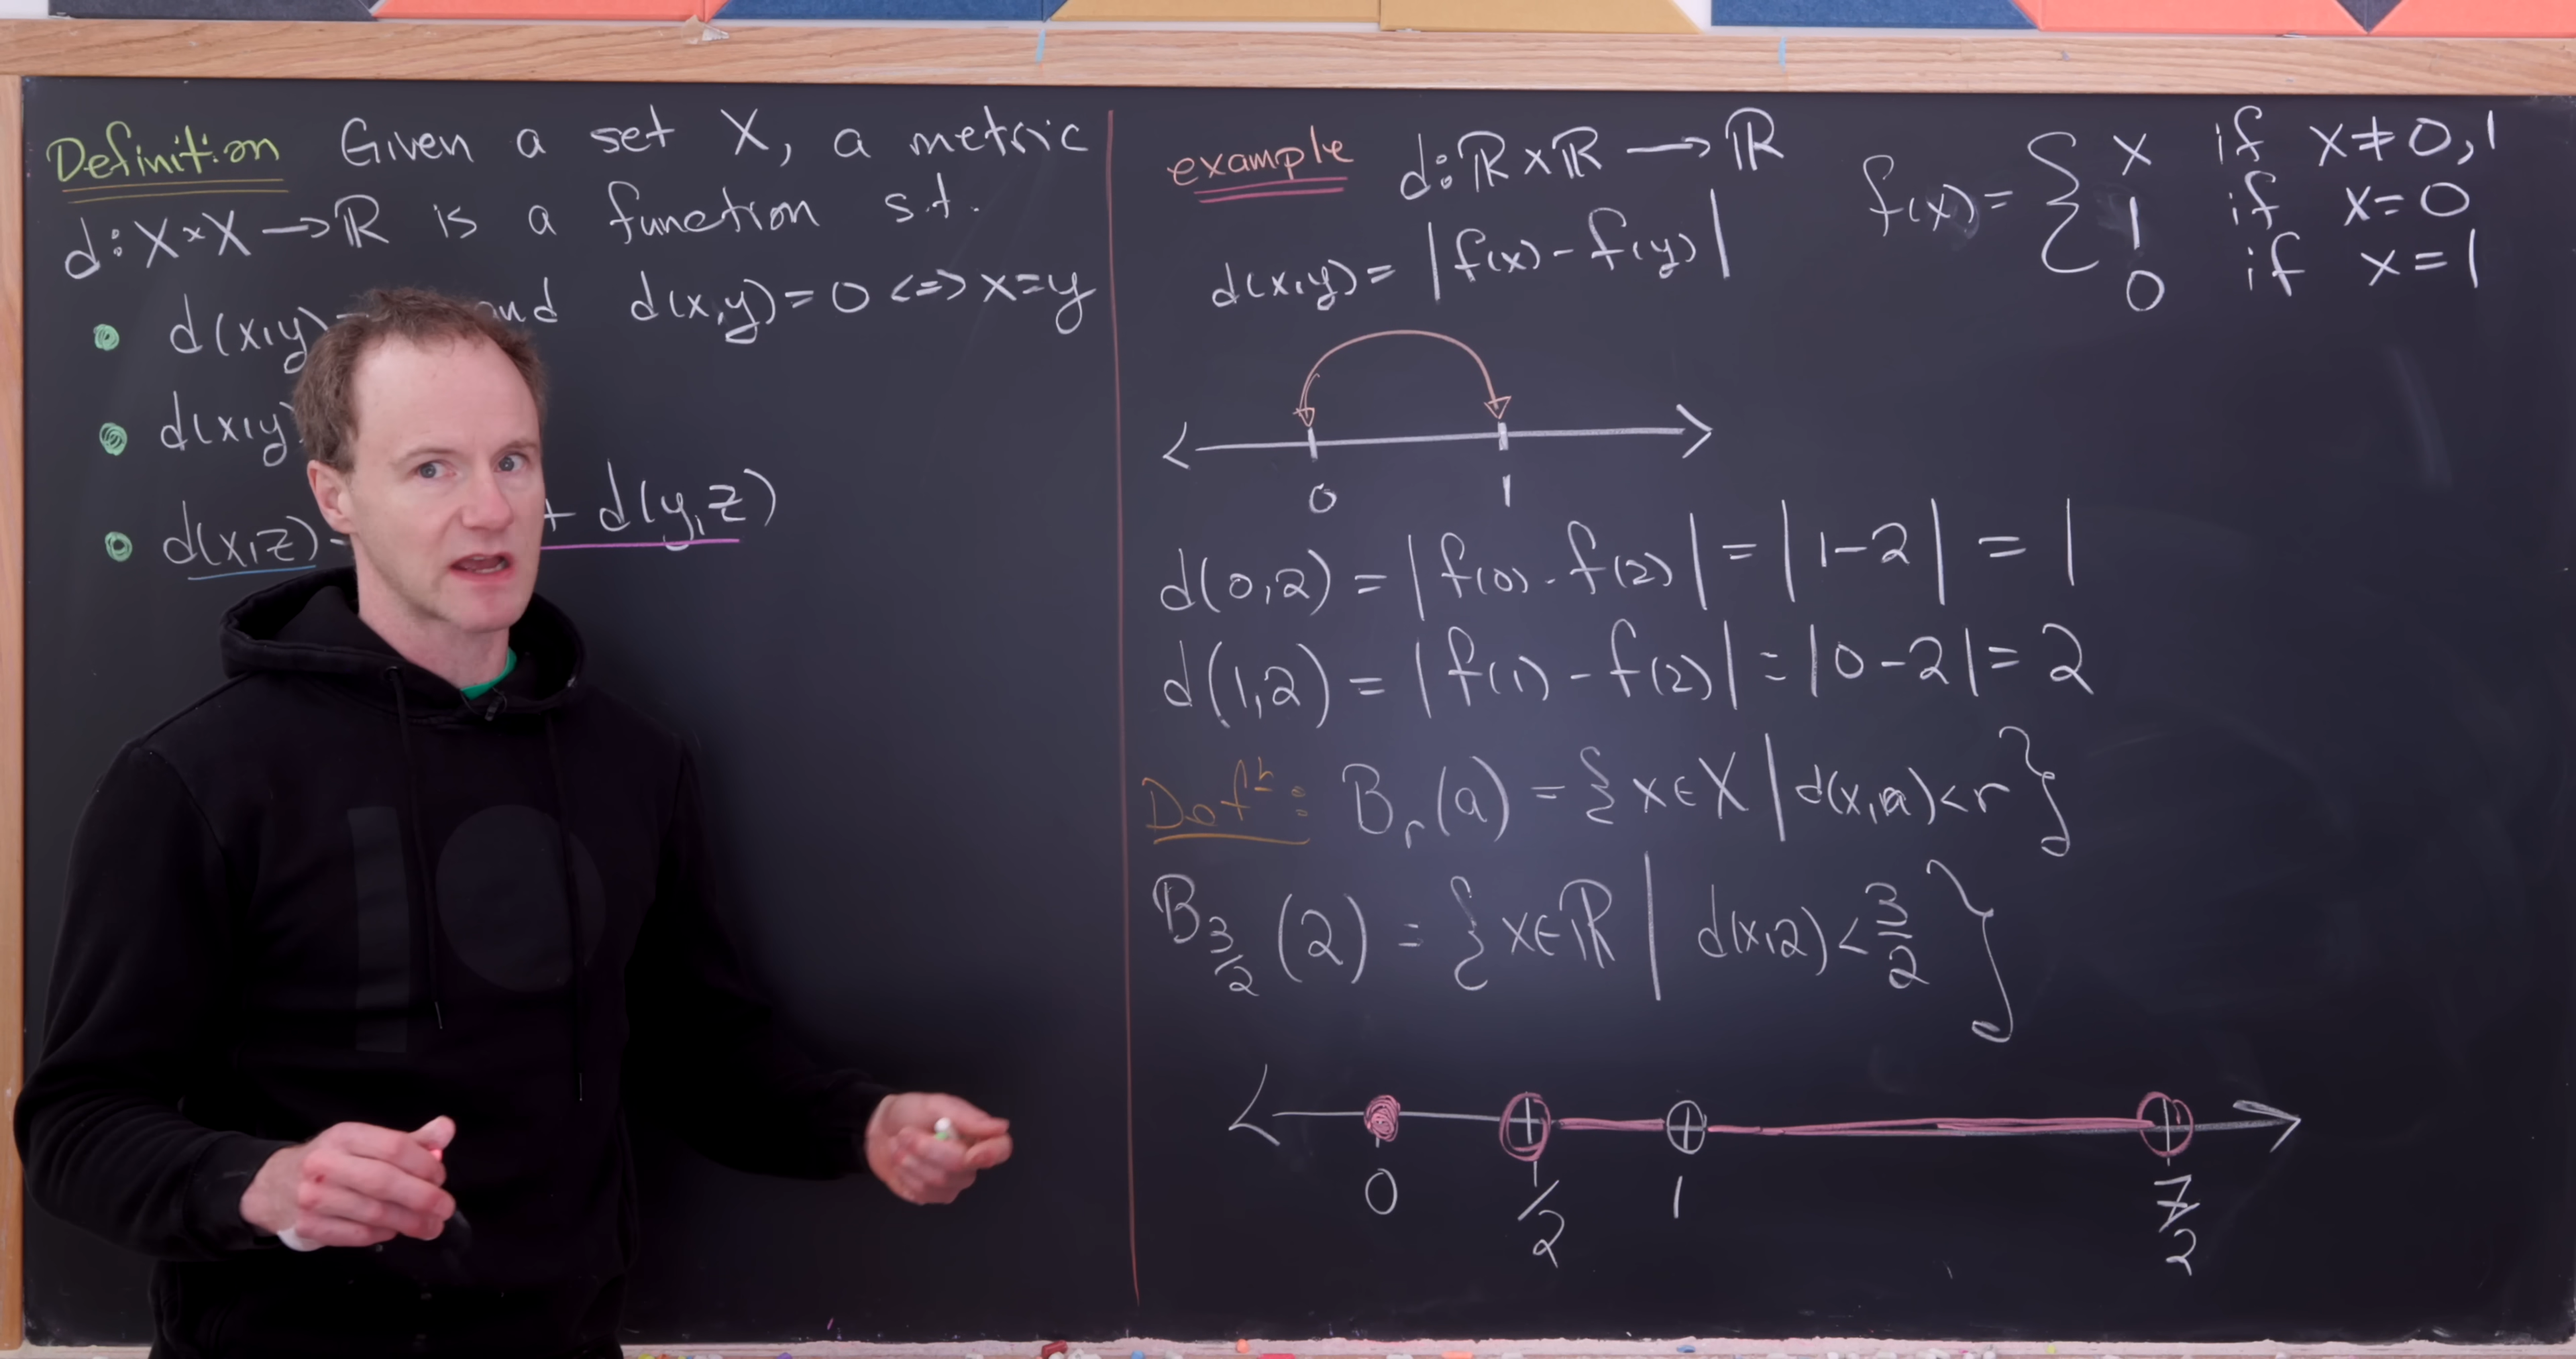 Definition Given a set X, a metric
d: X×X → ℝ is a function s.t.
d(x,y) and d(x,y)=0 <=> x=y
d(x,y)
d(x,z) + d(y,z)
example d: ℝ×ℝ → ℝ
d(x,y) = |f(x) - f(y)|
f(x) = { x if x≠0,1
1 if x=0
0 if x=1
0 1
d(0,2) = |f(0) - f(2)| = |1-2| = 1
d(1,2) = |f(1) - f(2)| = |0-2| = 2
Defⁿ: B_r(a) = {x∈X | d(x,a)<r}
B_{3/2}(2) = {x∈ℝ | d(x,2) < 3/2}
0 1/2 1 7/2